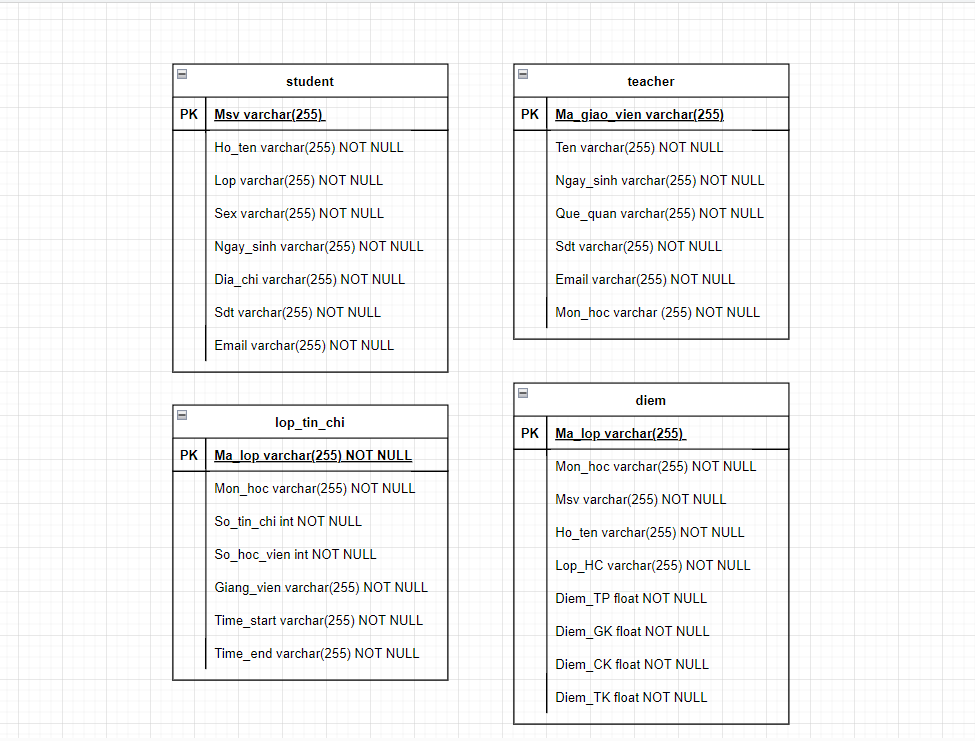 student
PK Msv varchar(255)
Ho_ten varchar(255) NOT NULL
Lop varchar(255) NOT NULL
Sex varchar(255) NOT NULL
Ngay_sinh varchar(255) NOT NULL
Dia_chi varchar(255) NOT NULL
Sdt varchar(255) NOT NULL
Email varchar(255) NOT NULL
teacher
PK Ma_giao_vien varchar(255)
Ten varchar(255) NOT NULL
Ngay_sinh varchar(255) NOT NULL
Que_quan varchar(255) NOT NULL
Sdt varchar(255) NOT NULL
Email varchar(255) NOT NULL
Mon_hoc varchar (255) NOT NULL
lop_tin_chi
PK Ma_lop varchar(255) NOT NULL
Mon_hoc varchar(255) NOT NULL
So_tin_chi int NOT NULL
So_hoc_vien int NOT NULL
Giang_vien varchar(255) NOT NULL
Time_start varchar(255) NOT NULL
Time_end varchar(255) NOT NULL
diem
PK Ma_lop varchar(255)
Mon_hoc varchar(255) NOT NULL
Msv varchar(255) NOT NULL
Ho_ten varchar(255) NOT NULL
Lop_HC varchar(255) NOT NULL
Diem_TP float NOT NULL
Diem_GK float NOT NULL
Diem_CK float NOT NULL
Diem_TK float NOT NULL